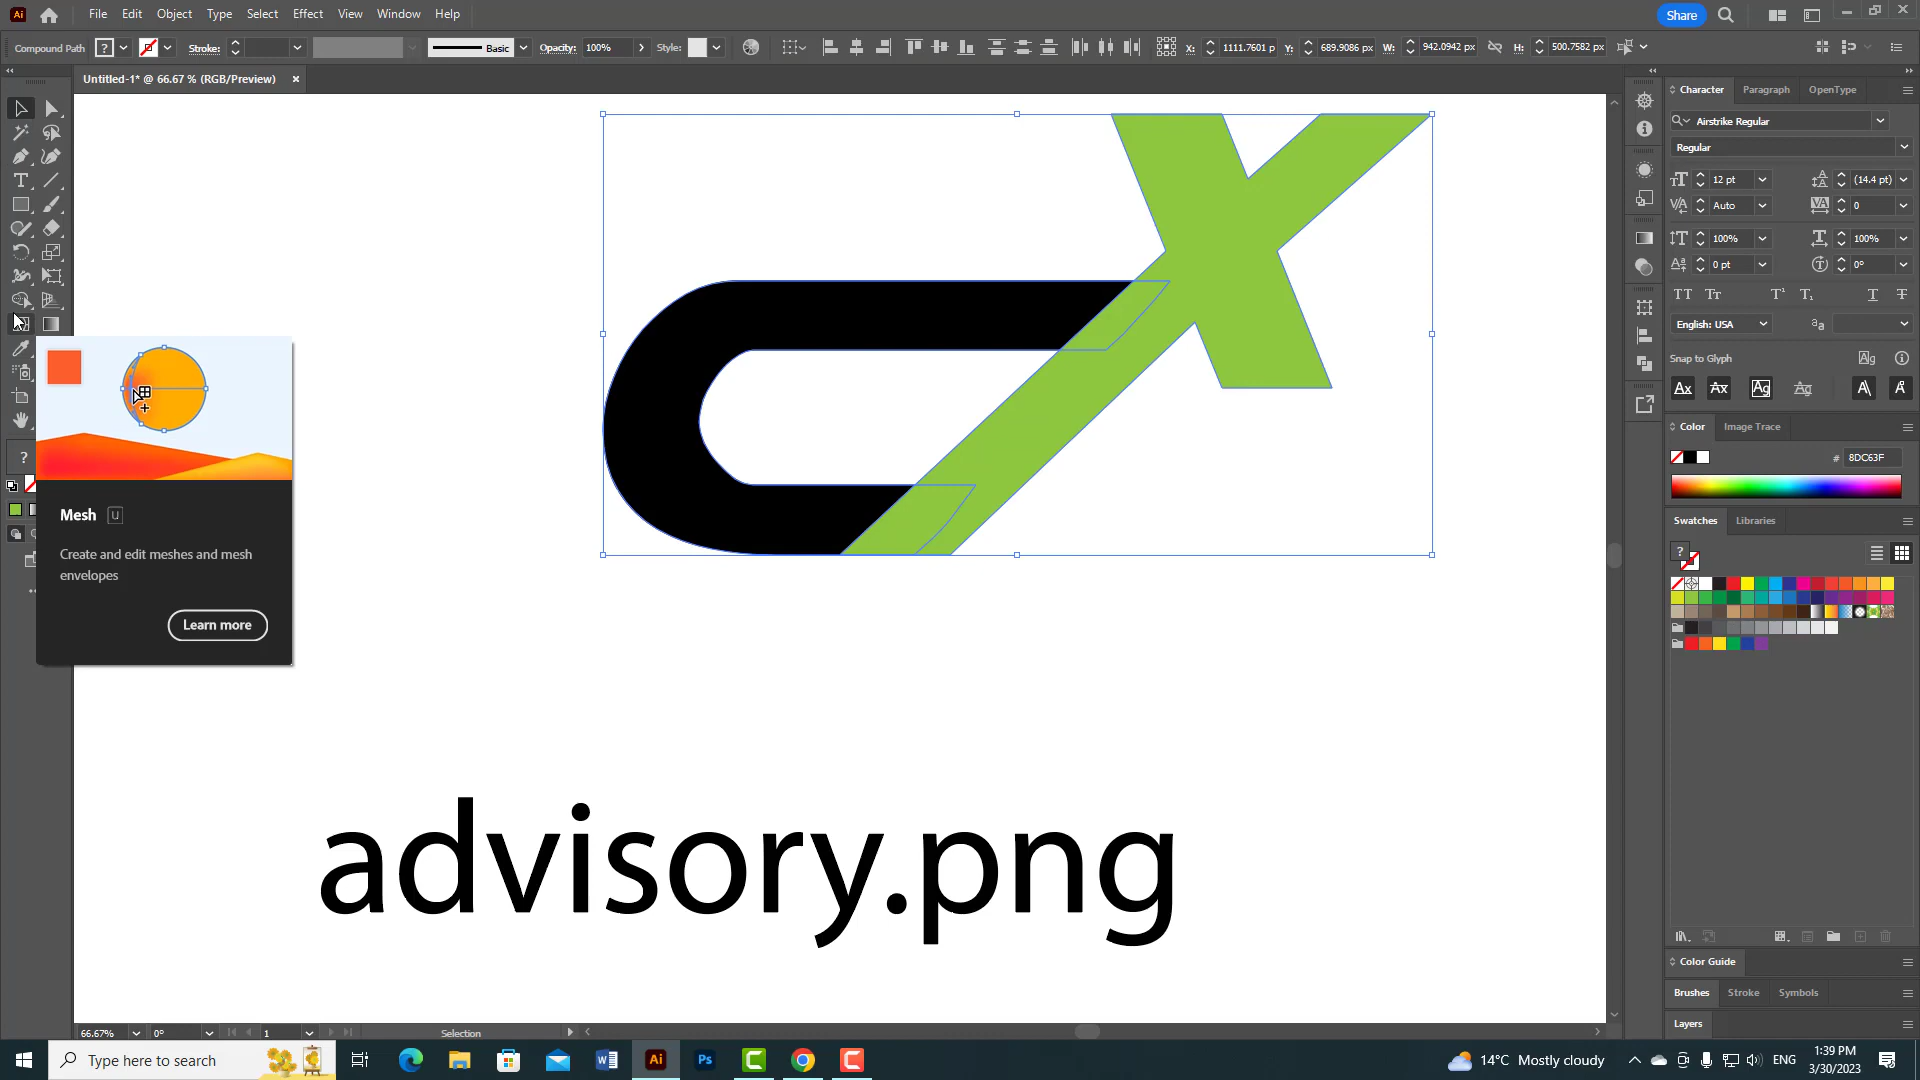 Ai File Edit Object Type Select Effect View Window Help Share
Compound Path ? Stroke: Basic Opacity: 100% Style: X: 1111.7601 p Y: 689.9086 px W: 942.0942 px H: 500.7582 px
Untitled-1* @ 66.67 % (RGB/Preview) ×
Character Paragraph OpenType
Airstrike Regular
Regular
12 pt (14.4 pt)
Auto 0
100% 100%
0 pt 0°
English: USA
Snap to Glyph
Color Image Trace
# 8DC63F
Swatches Libraries
?
Mesh U
Create and edit meshes and mesh
envelopes
Learn more
X
advisory.png
Color Guide
Brushes Stroke Symbols
Layers
66.67% 0° 1 Selection
Type here to search
14°C Mostly cloudy ENG 1:39 PM
3/30/2023